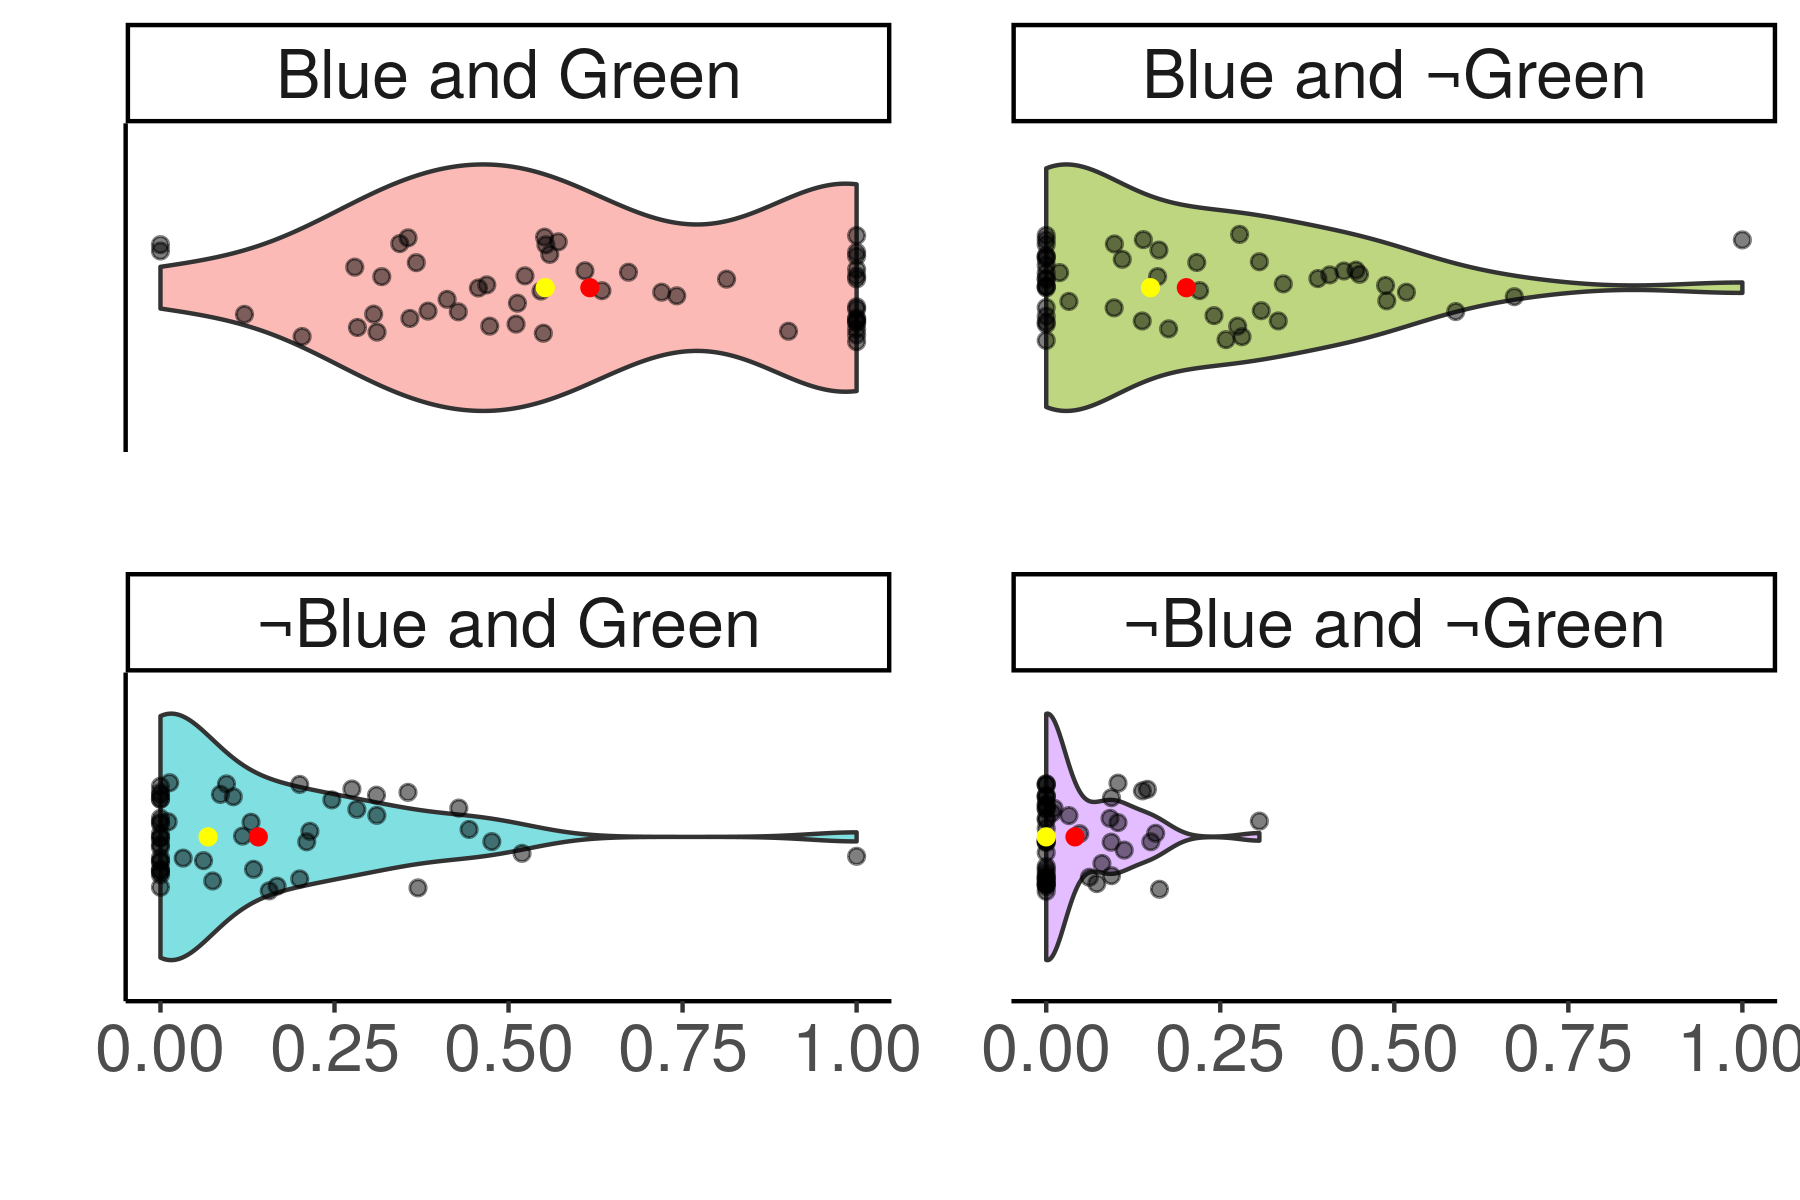 Blue and Green
Blue and ¬Green
¬Blue and Green
¬Blue and ¬Green
0.00 0.25 0.50 0.75 1.00
0.00 0.25 0.50 0.75 1.00